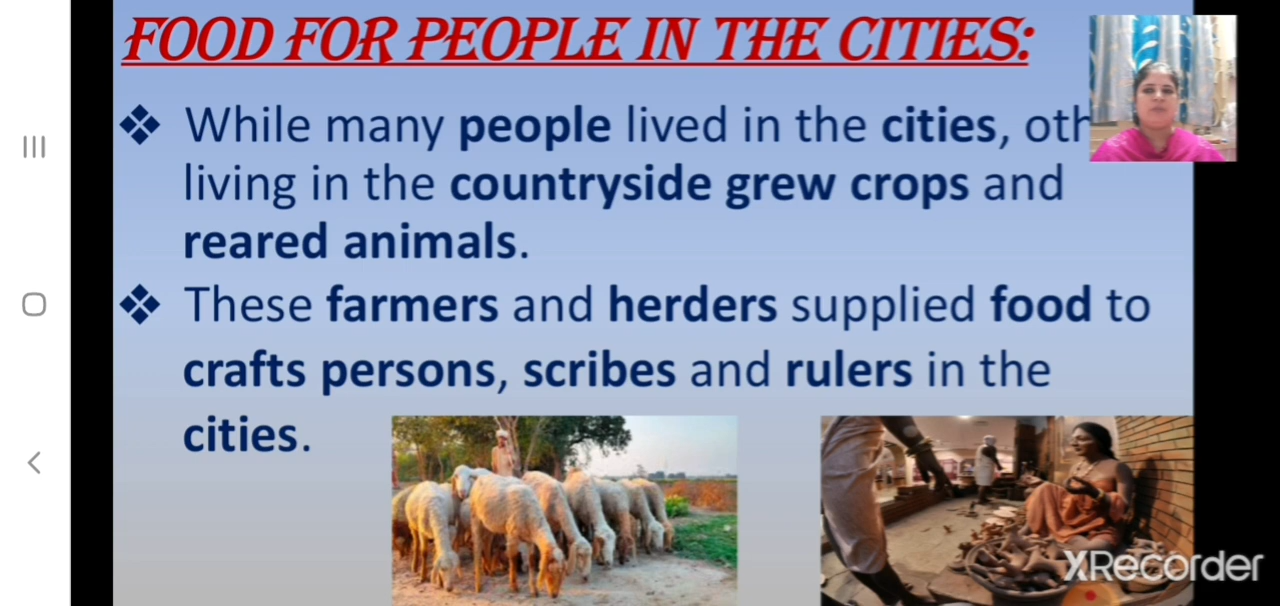 FOOD FOR PEOPLE IN THE CITIES:
While many people lived in the cities, oth
living in the countryside grew crops and
reared animals.
These farmers and herders supplied food to
crafts persons, scribes and rulers in the
cities.
XRecorder